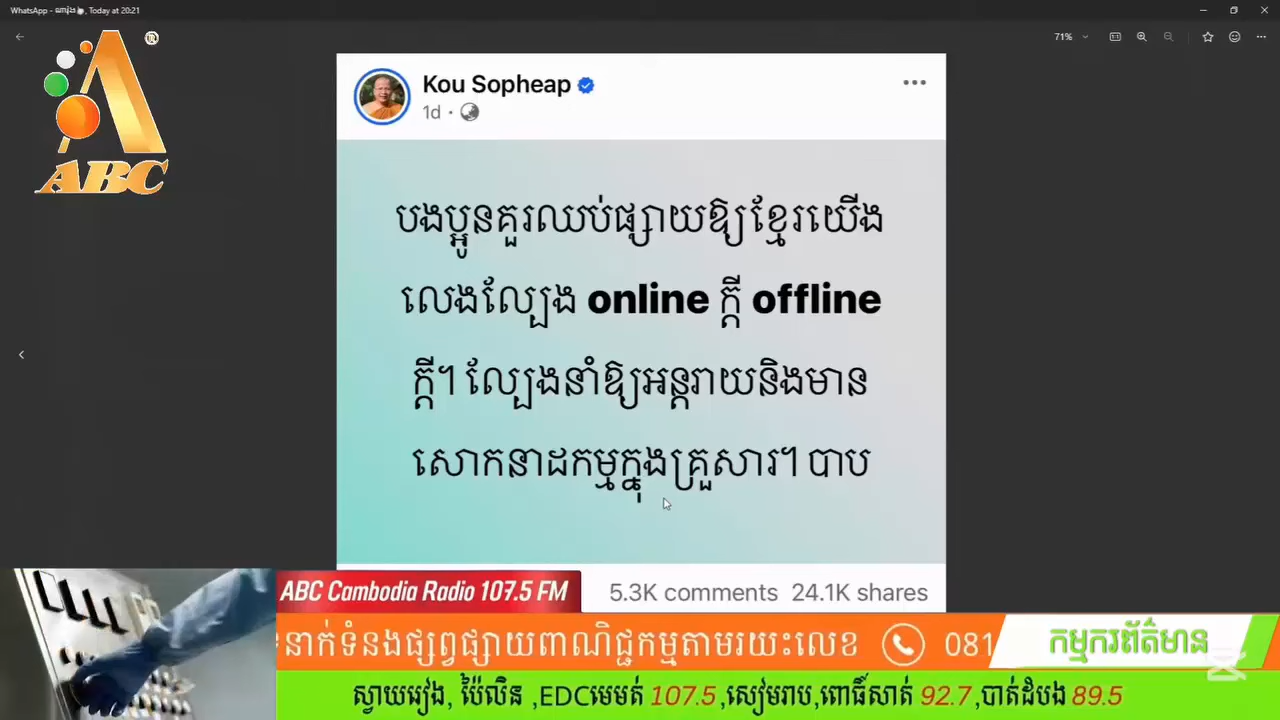 WhatsApp - , Today at 20:21
71%
ABC
Kou Sopheap
1d ·
បងប្អូនគួរឈប់ផ្សាយឱ្យខ្មែរយើង
លេងល្បែង online ក្ដី offline
ក្ដី។ ល្បែងនាំឱ្យអន្តរាយនិងមាន
សោកនាដកម្មក្នុងគ្រួសារ។ បាប
5.3K comments 24.1K shares
ABC Cambodia Radio 107.5 FM
នាក់ទំនងផ្សព្វផ្សាយពាណិជ្ជកម្មតាមរយៈលេខ 081
កម្មករព័ត៌មាន
ស្វាយរៀង, ប៉ៃលិន ,EDCមេមត់ 107.5 ,សៀមរាប,ពោធិ៍សាត់ 92.7 ,បាត់ដំបង 89.5